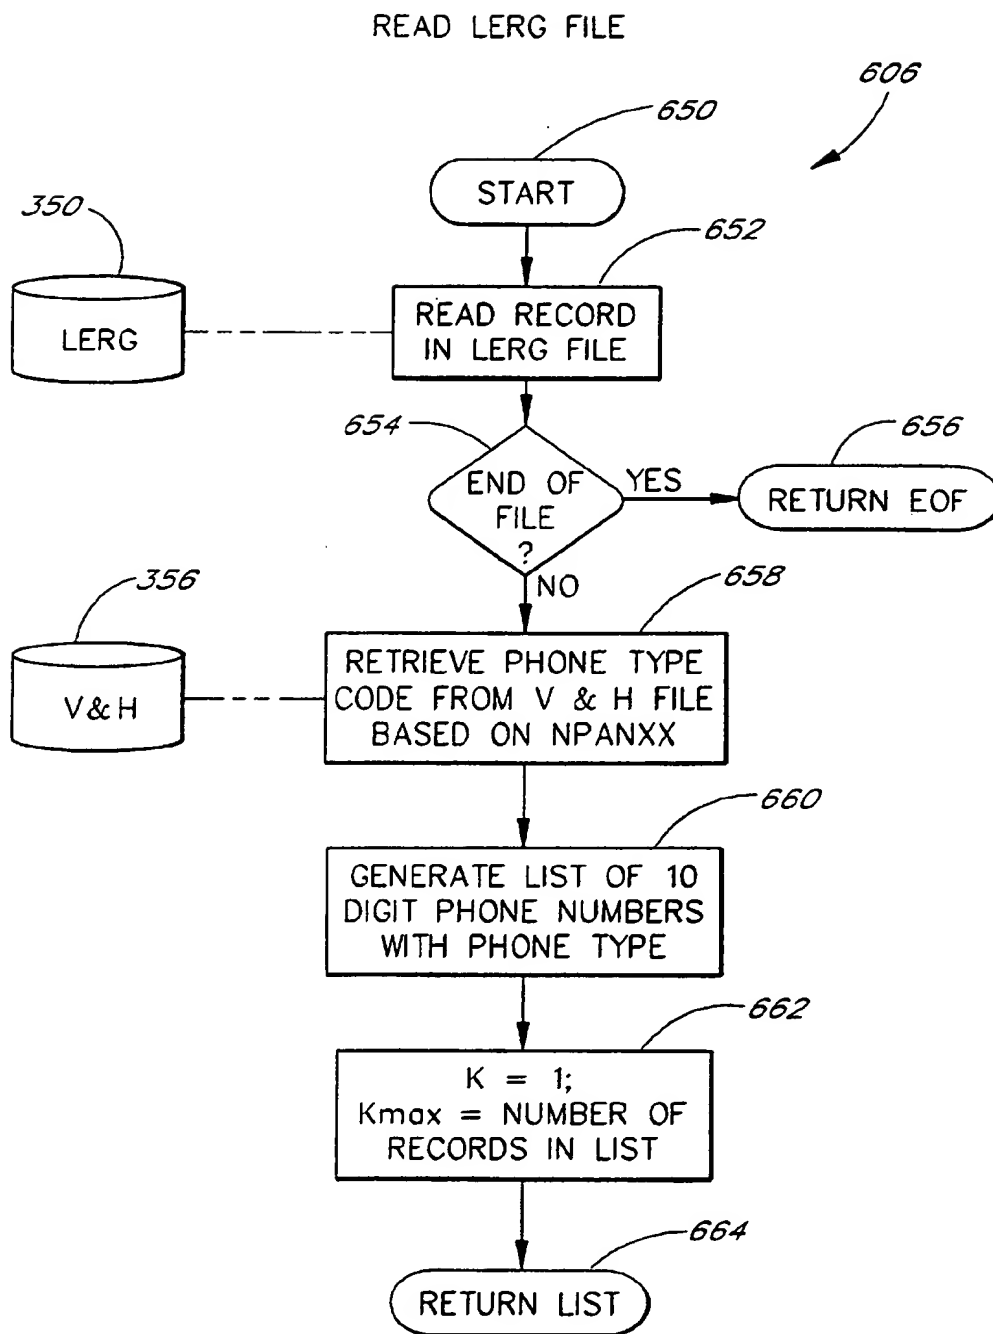 READ LERG FILE
606
650
START
350
652
LERG
READ RECORD
IN LERG FILE
654
656
END OF
FILE
?
YES
RETURN EOF
NO
356
658
V & H
RETRIEVE PHONE TYPE
CODE FROM V & H FILE
BASED ON NPANXX
660
GENERATE LIST OF 10
DIGIT PHONE NUMBERS
WITH PHONE TYPE
662
K = 1;
Kmax = NUMBER OF
RECORDS IN LIST
664
RETURN LIST